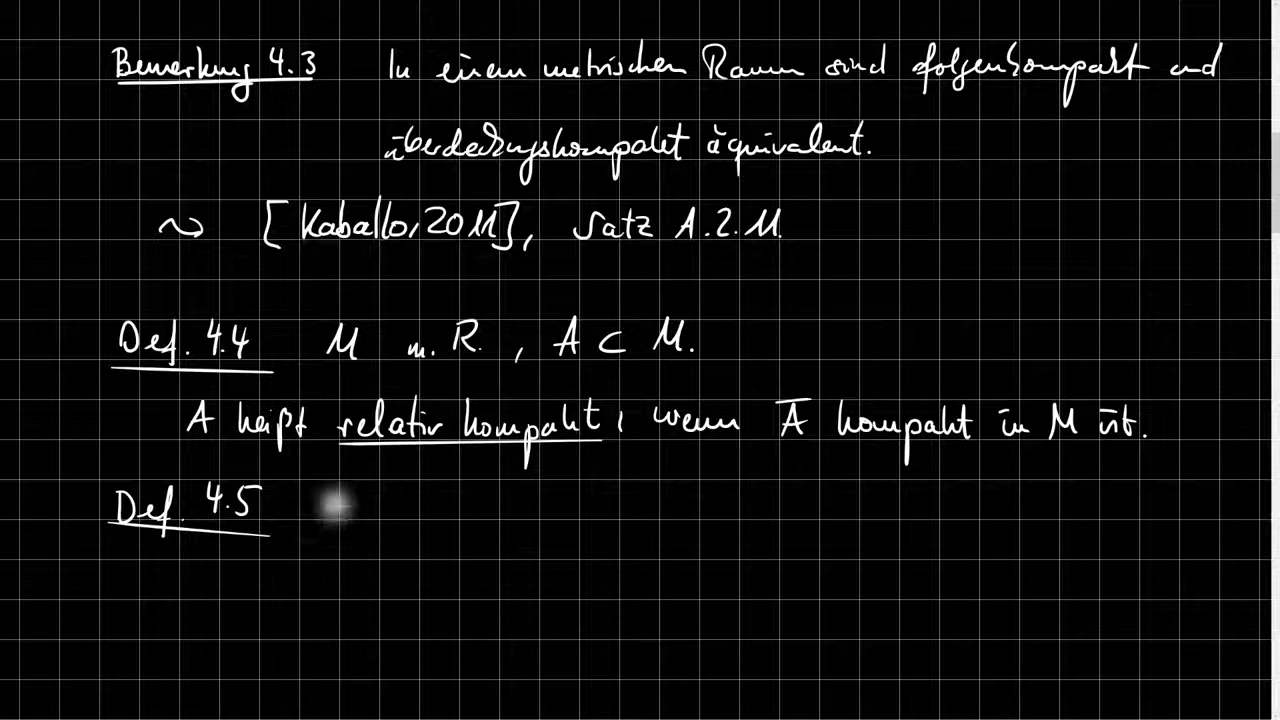 Bemerkung 4.3 In einem metrischen Raum sind folgenkompakt und
überdeckungskompakt äquivalent.
↝ [Kaballo, 2011], Satz A.2.11.
Def. 4.4 M m. R. , A ⊂ M.
A heißt relativ kompakt, wenn A̅ kompakt in M ist.
Def. 4.5